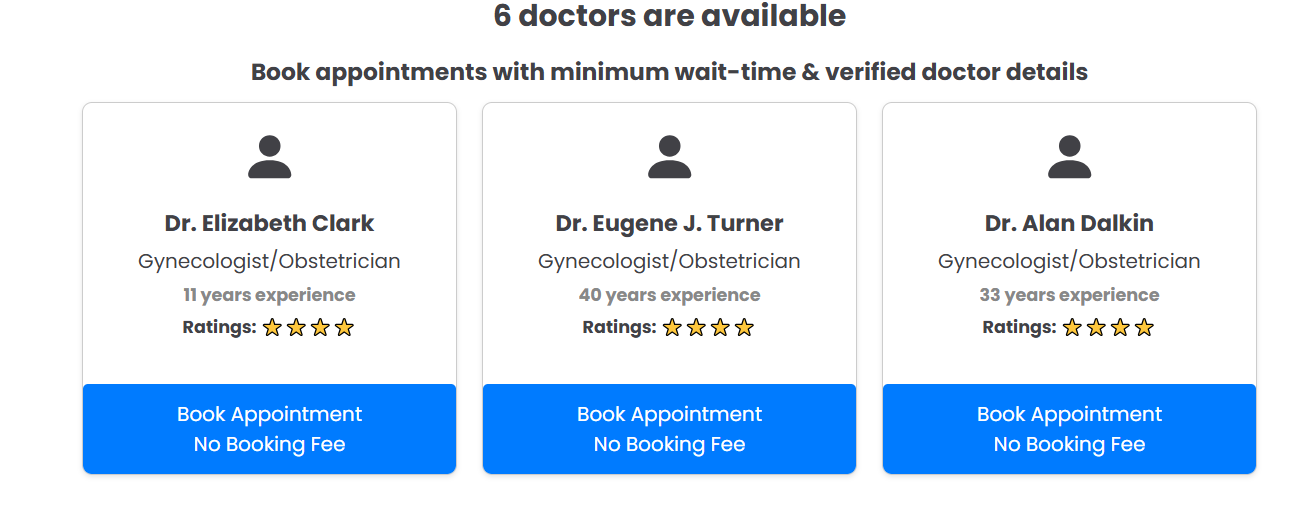 6 doctors are available
Book appointments with minimum wait-time & verified doctor details
Dr. Elizabeth Clark
Gynecologist/Obstetrician
11 years experience
Ratings:
Book Appointment
No Booking Fee
Dr. Eugene J. Turner
Gynecologist/Obstetrician
40 years experience
Ratings:
Book Appointment
No Booking Fee
Dr. Alan Dalkin
Gynecologist/Obstetrician
33 years experience
Ratings:
Book Appointment
No Booking Fee